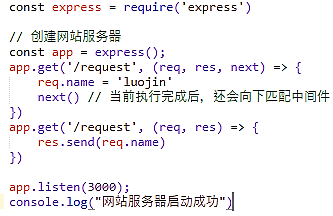 const express = require('express')
// 创建网站服务器
const app = express();
app.get('/request', (req, res, next) => {
req.name = 'luojin'
next() // 当前执行完成后, 还会向下匹配中间件
})
app.get('/request', (req, res) => {
res.send(req.name)
})
app.listen(3000);
console.log("网站服务器启动成功")